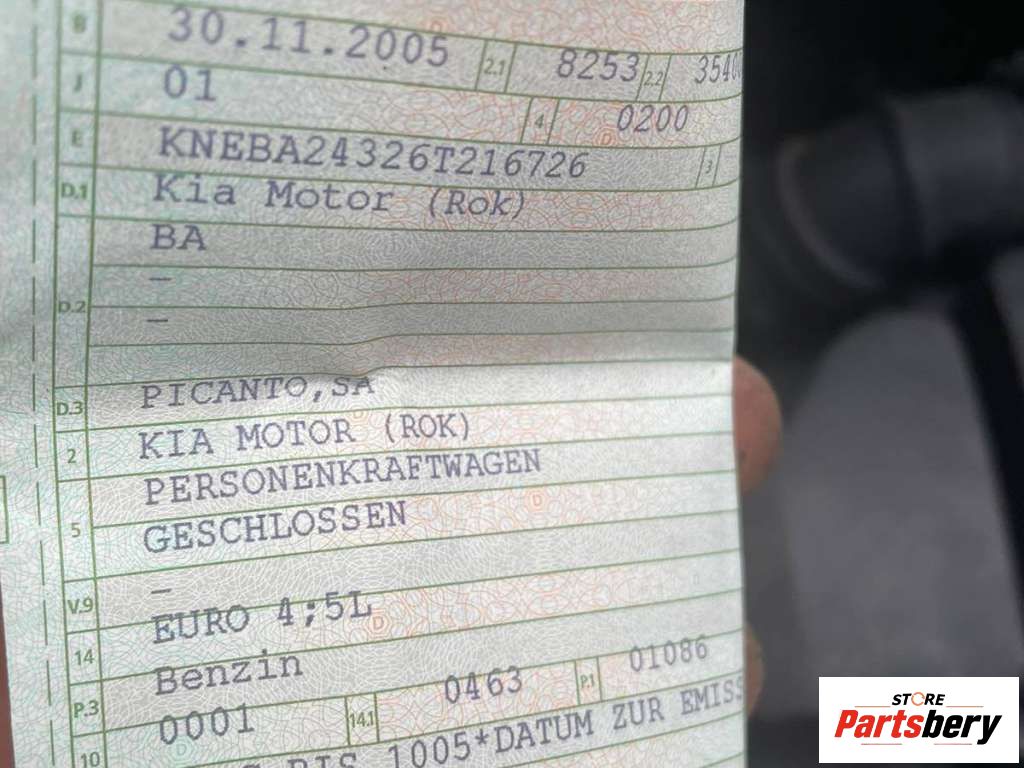 B 30.11.2005 2.1 8253 2.2
J 01 4 0200
E KNEBA24326T216726 3
D.1 Kia Motor (Rok)
BA
–
D.2 –
D.3 PICANTO,SA
2 KIA MOTOR (ROK)
5 PERSONENKRAFTWAGEN
GESCHLOSSEN
V.9 –
14 EURO 4;5L D
P.3 Benzin
10 0001 14.1 0463 P.1 01086
BIS 1005*DATUM ZUR EMISS
STORE
Partsbery